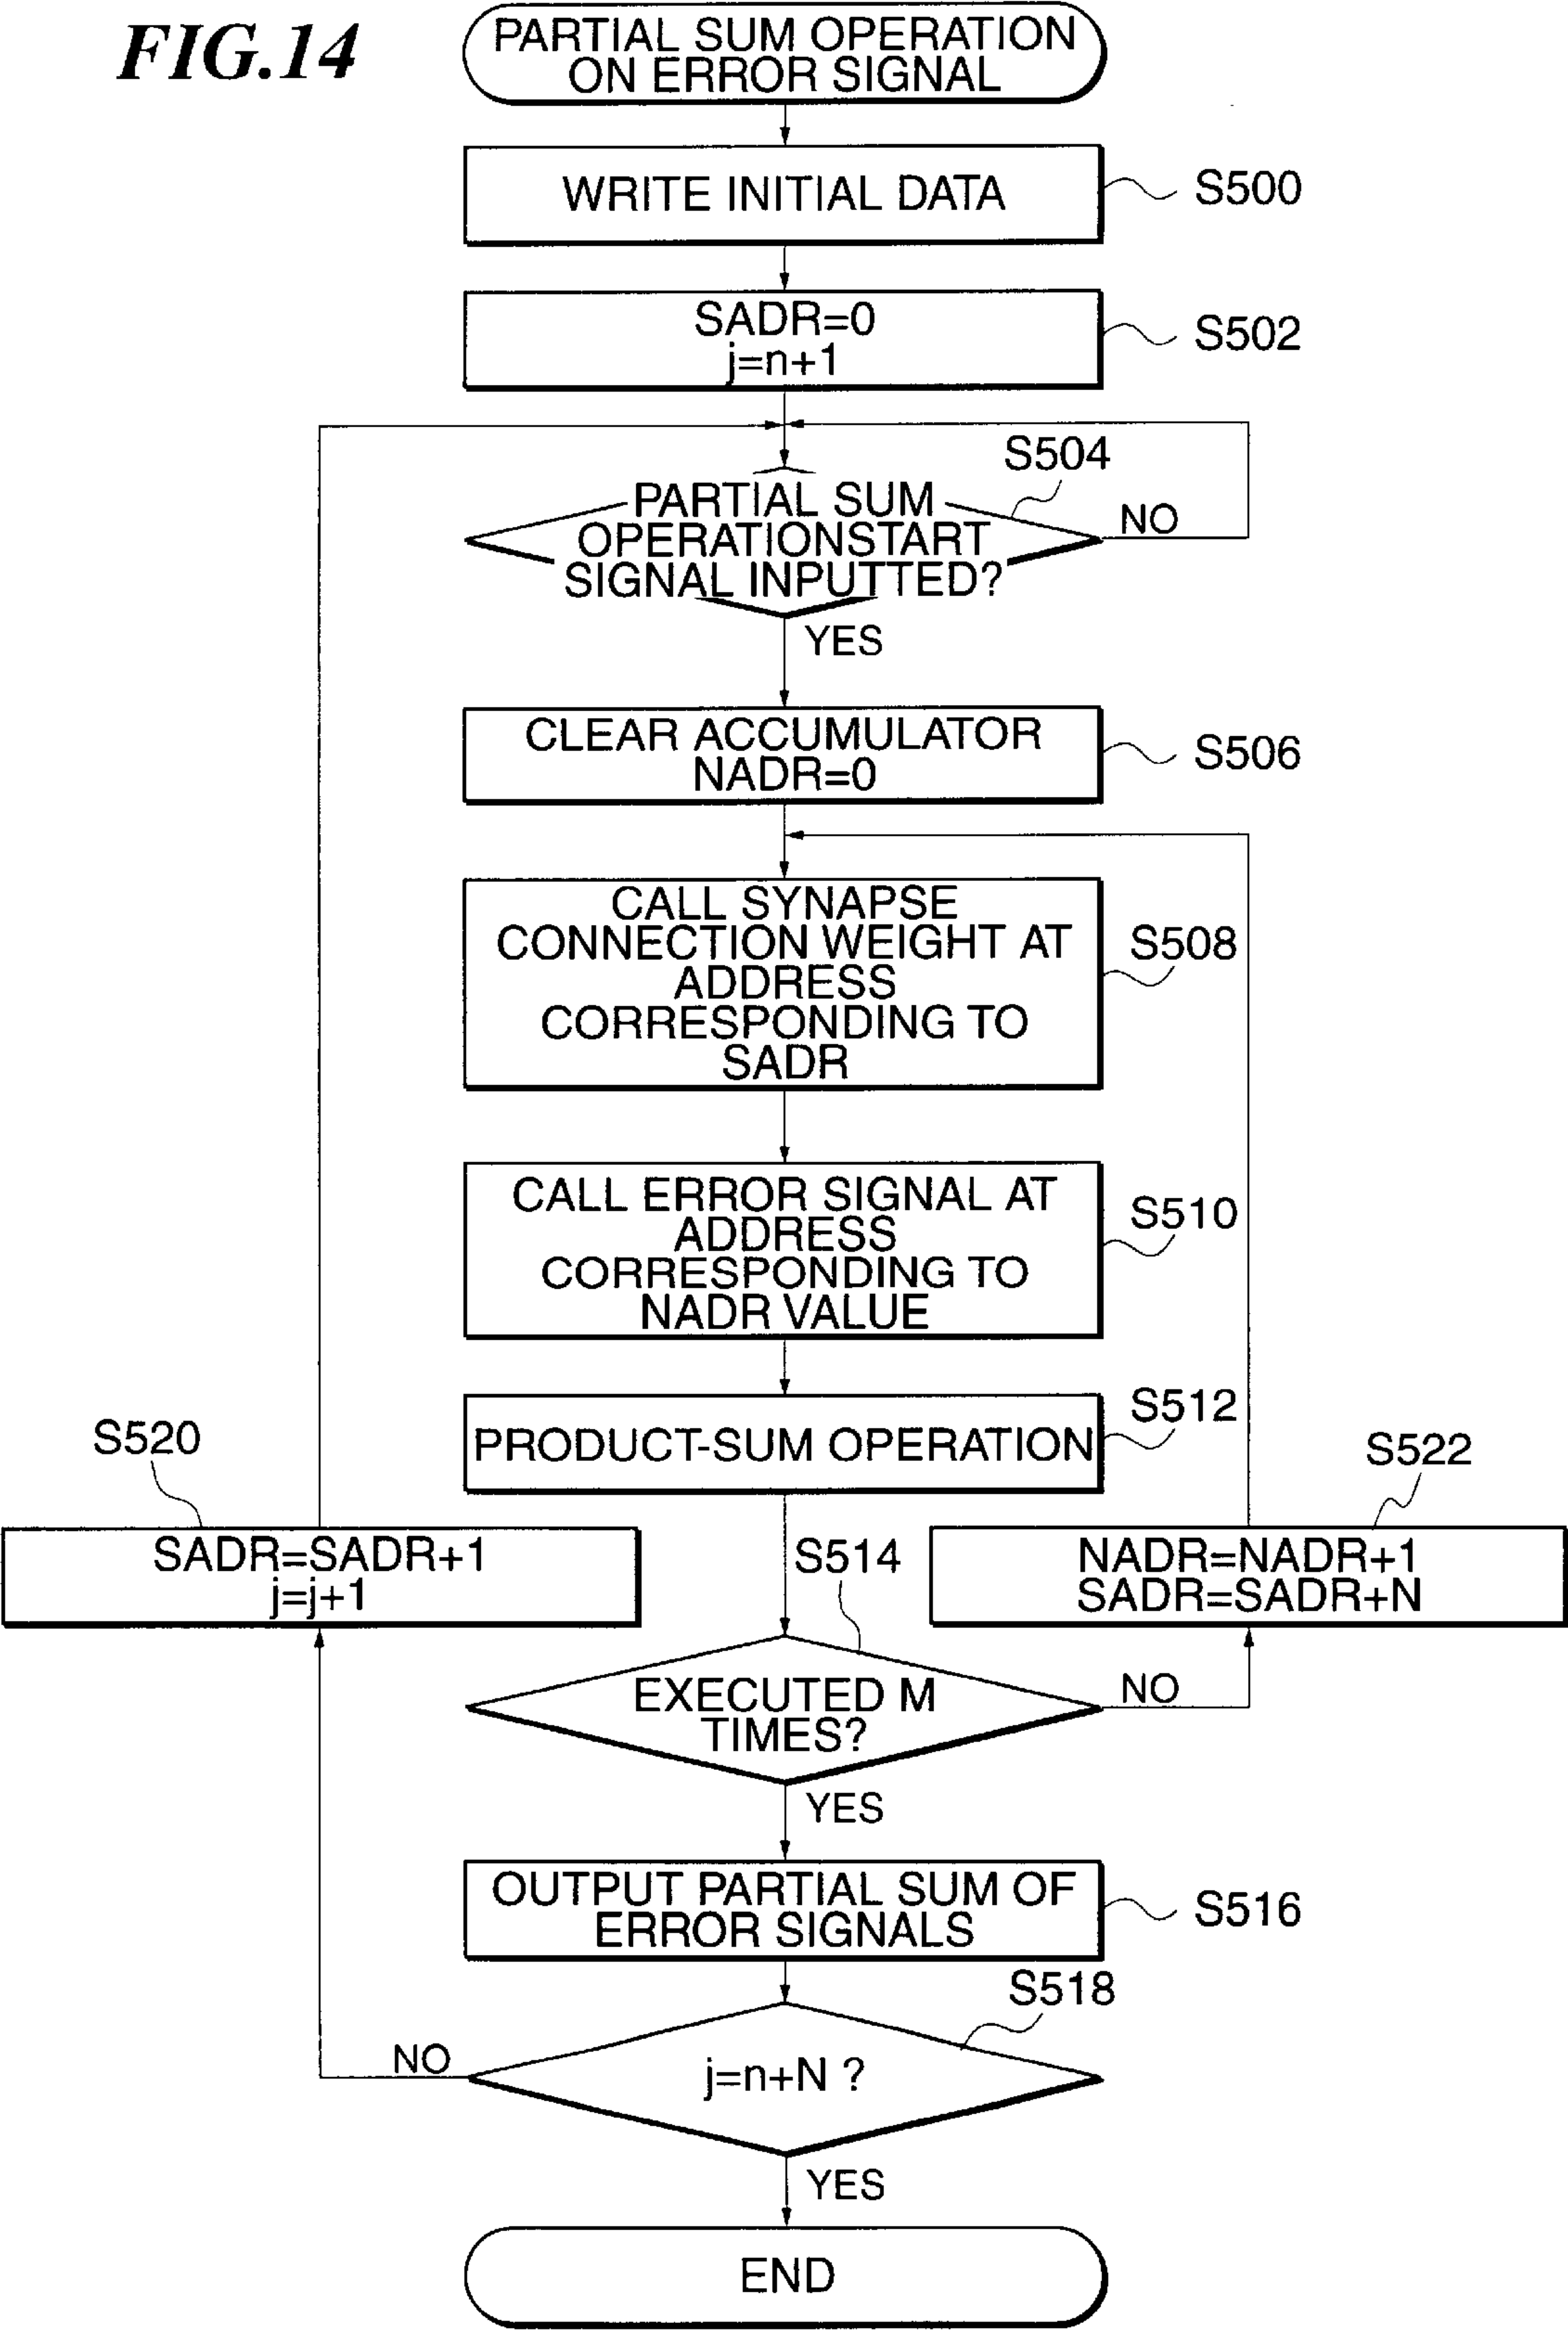 FIG.14
PARTIAL SUM OPERATION
ON ERROR SIGNAL
WRITE INITIAL DATA
S500
SADR=0
j=n+1
S502
S504
PARTIAL SUM
OPERATIONSTART
SIGNAL INPUTTED?
NO
YES
CLEAR ACCUMULATOR
NADR=0
S506
CALL SYNAPSE
CONNECTION WEIGHT AT
ADDRESS
CORRESPONDING TO
SADR
S508
CALL ERROR SIGNAL AT
ADDRESS
CORRESPONDING TO
NADR VALUE
S510
PRODUCT-SUM OPERATION
S512
S520
SADR=SADR+1
j=j+1
S522
NADR=NADR+1
SADR=SADR+N
S514
EXECUTED M
TIMES?
NO
YES
OUTPUT PARTIAL SUM OF
ERROR SIGNALS
S516
S518
j=n+N ?
NO
YES
END